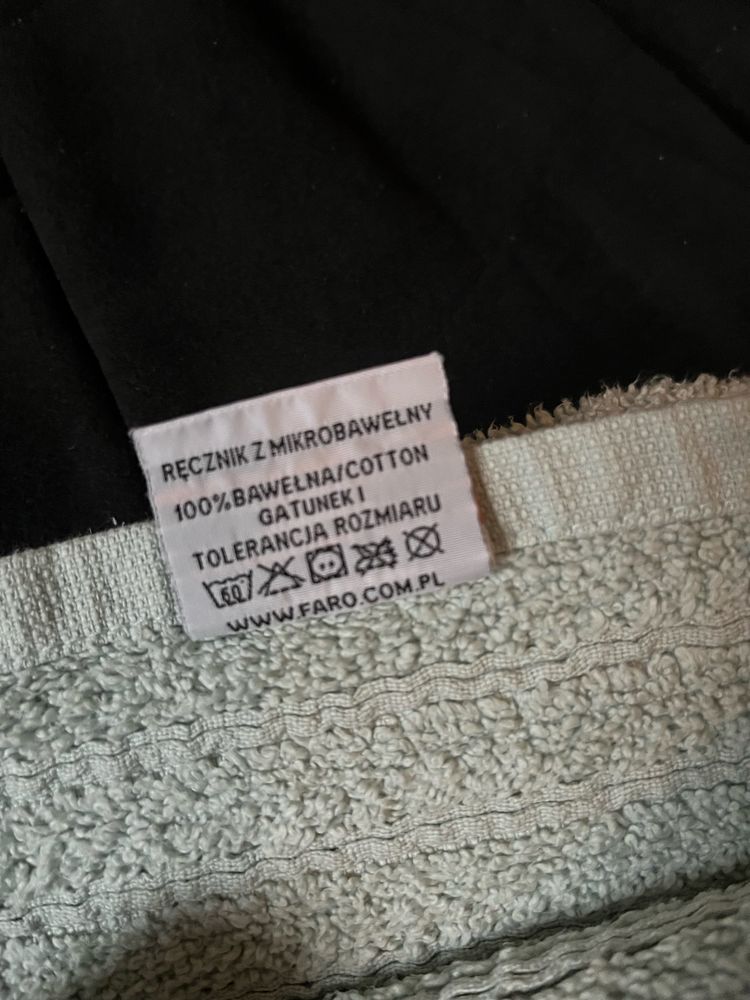 RĘCZNIK Z MIKROBAWEŁNY
100% BAWEŁNA/COTTON
GATUNEK I
TOLERANCJA ROZMIARU
60
WWW.FARO.COM.PL